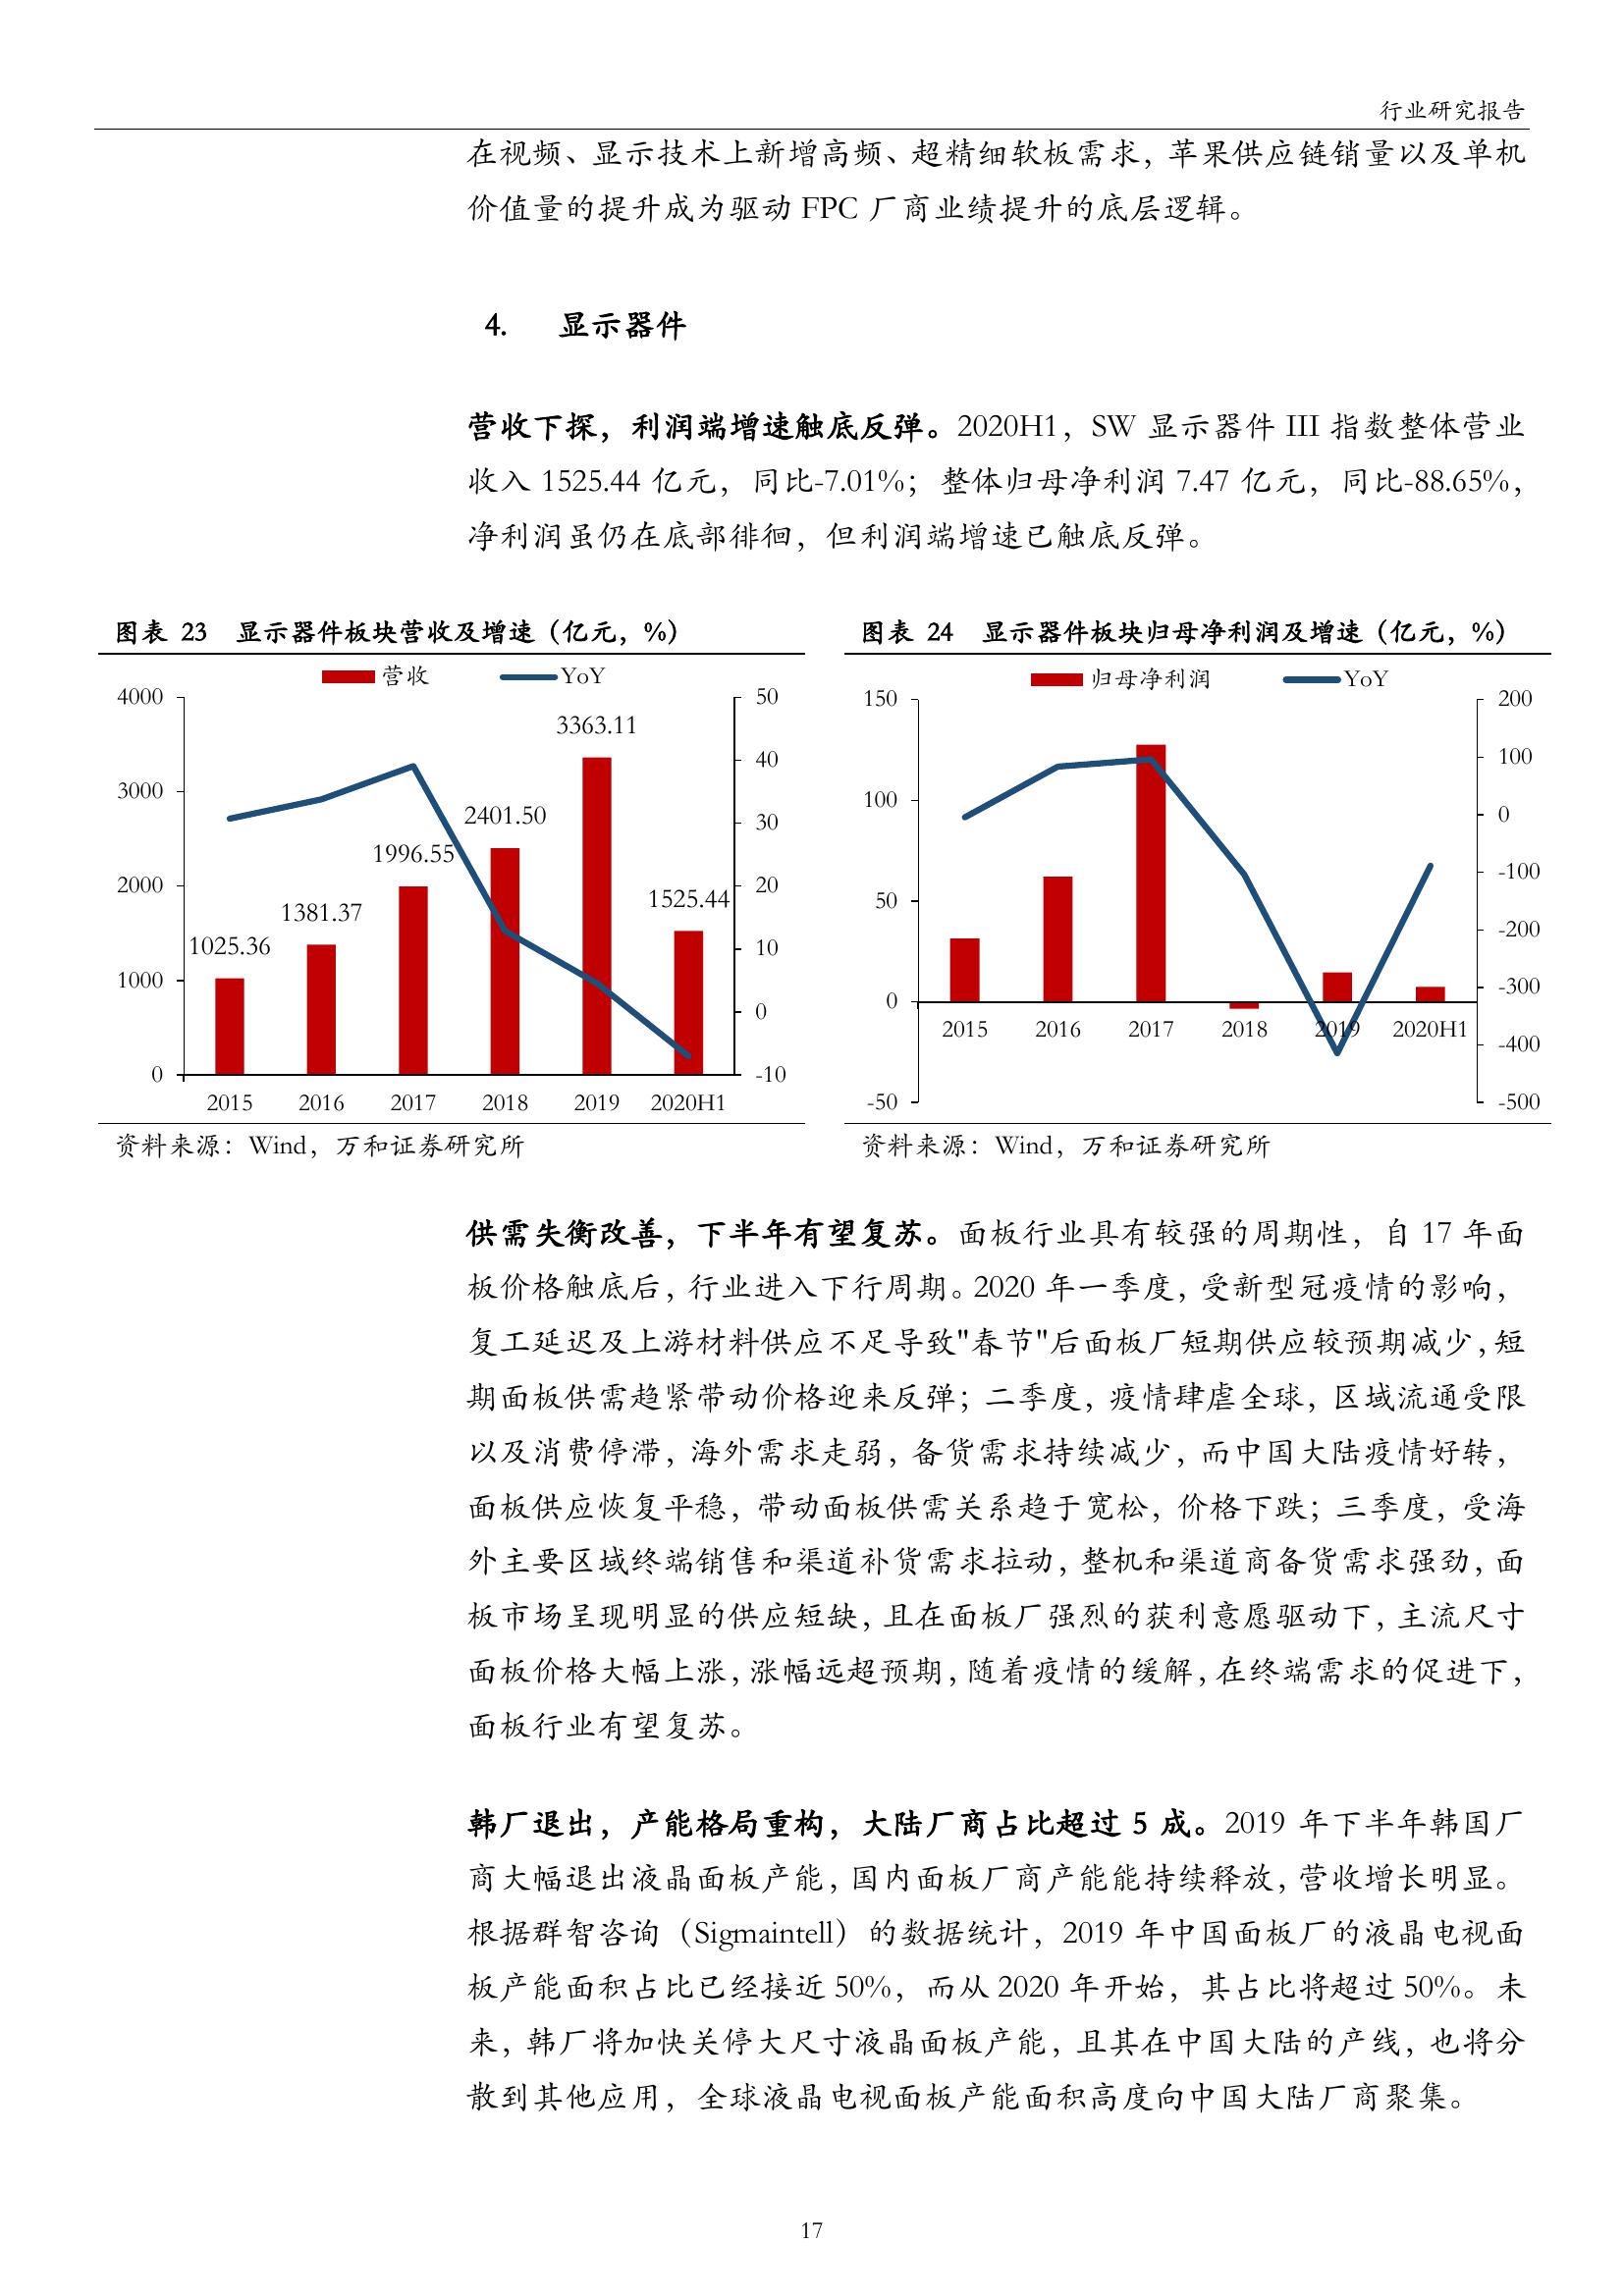 行业研究报告
在视频、显示技术上新增高频、超精细软板需求，苹果供应链销量以及单机
价值量的提升成为驱动 FPC 厂商业绩提升的底层逻辑。
4. 显示器件
营收下探，利润端增速触底反弹。2020H1，SW 显示器件 III 指数整体营业
收入 1525.44 亿元，同比-7.01%；整体归母净利润 7.47 亿元，同比-88.65%，
净利润虽仍在底部徘徊，但利润端增速已触底反弹。
图表 23 显示器件板块营收及增速（亿元，%）
营收 YoY
4000
3000
2000
1000
0
50
40
30
20
10
0
-10
1025.36
1381.37
1996.55
2401.50
3363.11
1525.44
2015 2016 2017 2018 2019 2020H1
资料来源：Wind，万和证券研究所
图表 24 显示器件板块归母净利润及增速（亿元，%）
归母净利润 YoY
150
100
50
0
-50
200
100
0
-100
-200
-300
-400
-500
2015 2016 2017 2018 2019 2020H1
资料来源：Wind，万和证券研究所
供需失衡改善，下半年有望复苏。面板行业具有较强的周期性，自 17 年面
板价格触底后，行业进入下行周期。2020 年一季度，受新型冠疫情的影响，
复工延迟及上游材料供应不足导致"春节"后面板厂短期供应较预期减少，短
期面板供需趋紧带动价格迎来反弹；二季度，疫情肆虐全球，区域流通受限
以及消费停滞，海外需求走弱，备货需求持续减少，而中国大陆疫情好转，
面板供应恢复平稳，带动面板供需关系趋于宽松，价格下跌；三季度，受海
外主要区域终端销售和渠道补货需求拉动，整机和渠道商备货需求强劲，面
板市场呈现明显的供应短缺，且在面板厂强烈的获利意愿驱动下，主流尺寸
面板价格大幅上涨，涨幅远超预期，随着疫情的缓解，在终端需求的促进下，
面板行业有望复苏。
韩厂退出，产能格局重构，大陆厂商占比超过 5 成。2019 年下半年韩国厂
商大幅退出液晶面板产能，国内面板厂商产能能持续释放，营收增长明显。
根据群智咨询（Sigmaintell）的数据统计，2019 年中国面板厂的液晶电视面
板产能面积占比已经接近 50%，而从 2020 年开始，其占比将超过 50%。未
来，韩厂将加快关停大尺寸液晶面板产能，且其在中国大陆的产线，也将分
散到其他应用，全球液晶电视面板产能面积高度向中国大陆厂商聚集。
17